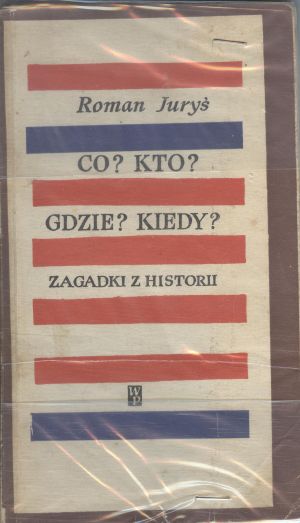 Roman Juryś
CO? KTO?
GDZIE? KIEDY?
ZAGADKI Z HISTORII
WP